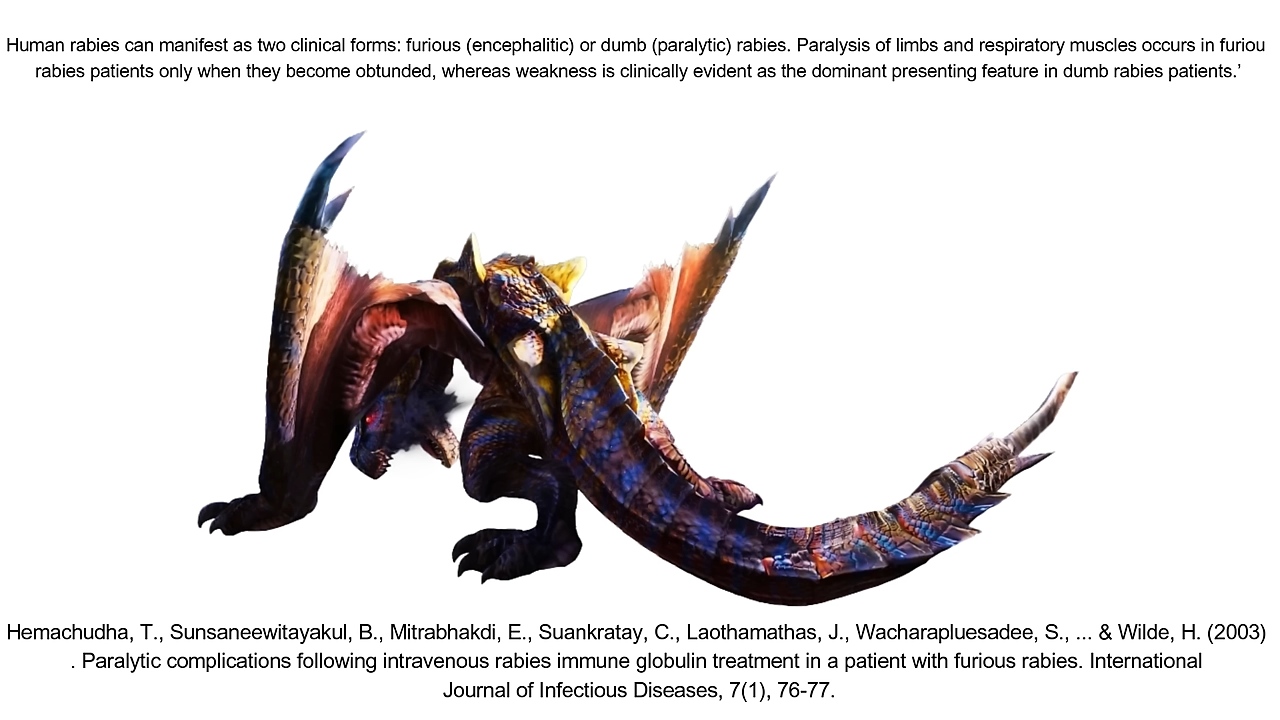 Human rabies can manifest as two clinical forms: furious (encephalitic) or dumb (paralytic) rabies. Paralysis of limbs and respiratory muscles occurs in furiou
rabies patients only when they become obtunded, whereas weakness is clinically evident as the dominant presenting feature in dumb rabies patients.’
Hemachudha, T., Sunsaneewitayakul, B., Mitrabhakdi, E., Suankratay, C., Laothamathas, J., Wacharapluesadee, S., ... & Wilde, H. (2003)
. Paralytic complications following intravenous rabies immune globulin treatment in a patient with furious rabies. International
Journal of Infectious Diseases, 7(1), 76-77.